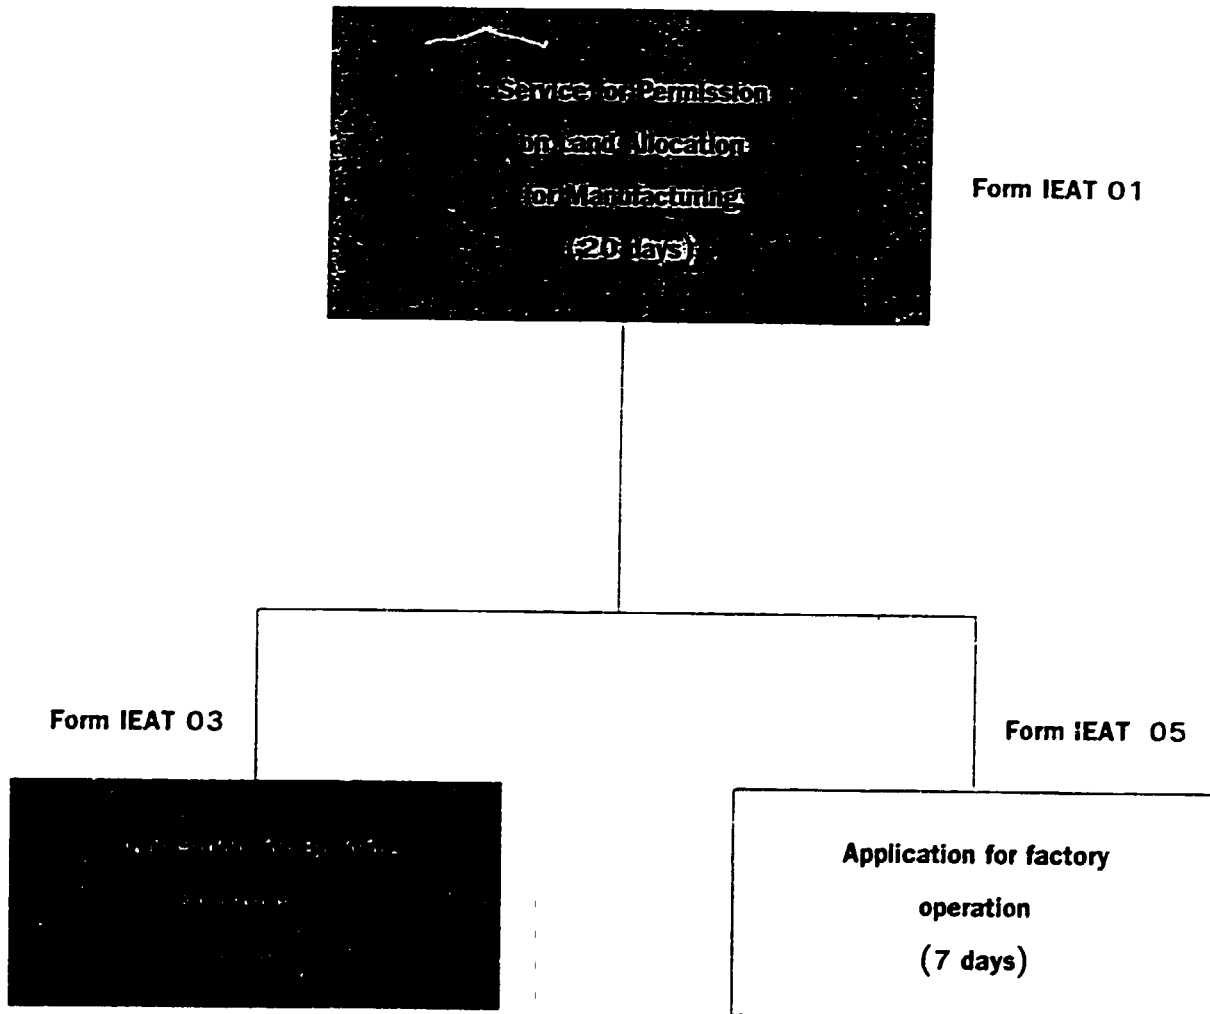 Service or Permission
on Land Allocation
for Manufacturing
(20 days)
Form IEAT 01
Form IEAT 03
Form IEAT 05
Application for factory
operation
(7 days)